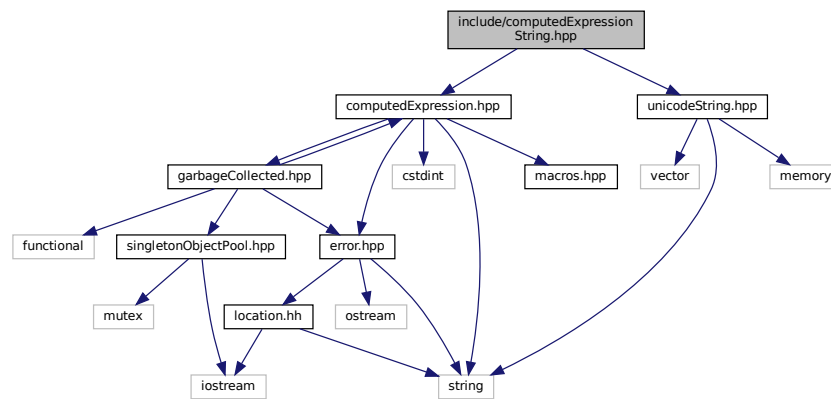 include/computedExpression
String.hpp
computedExpression.hpp
unicodeString.hpp
garbageCollected.hpp
cstdint
macros.hpp
vector
memory
functional
singletonObjectPool.hpp
error.hpp
mutex
location.hh
ostream
iostream
string